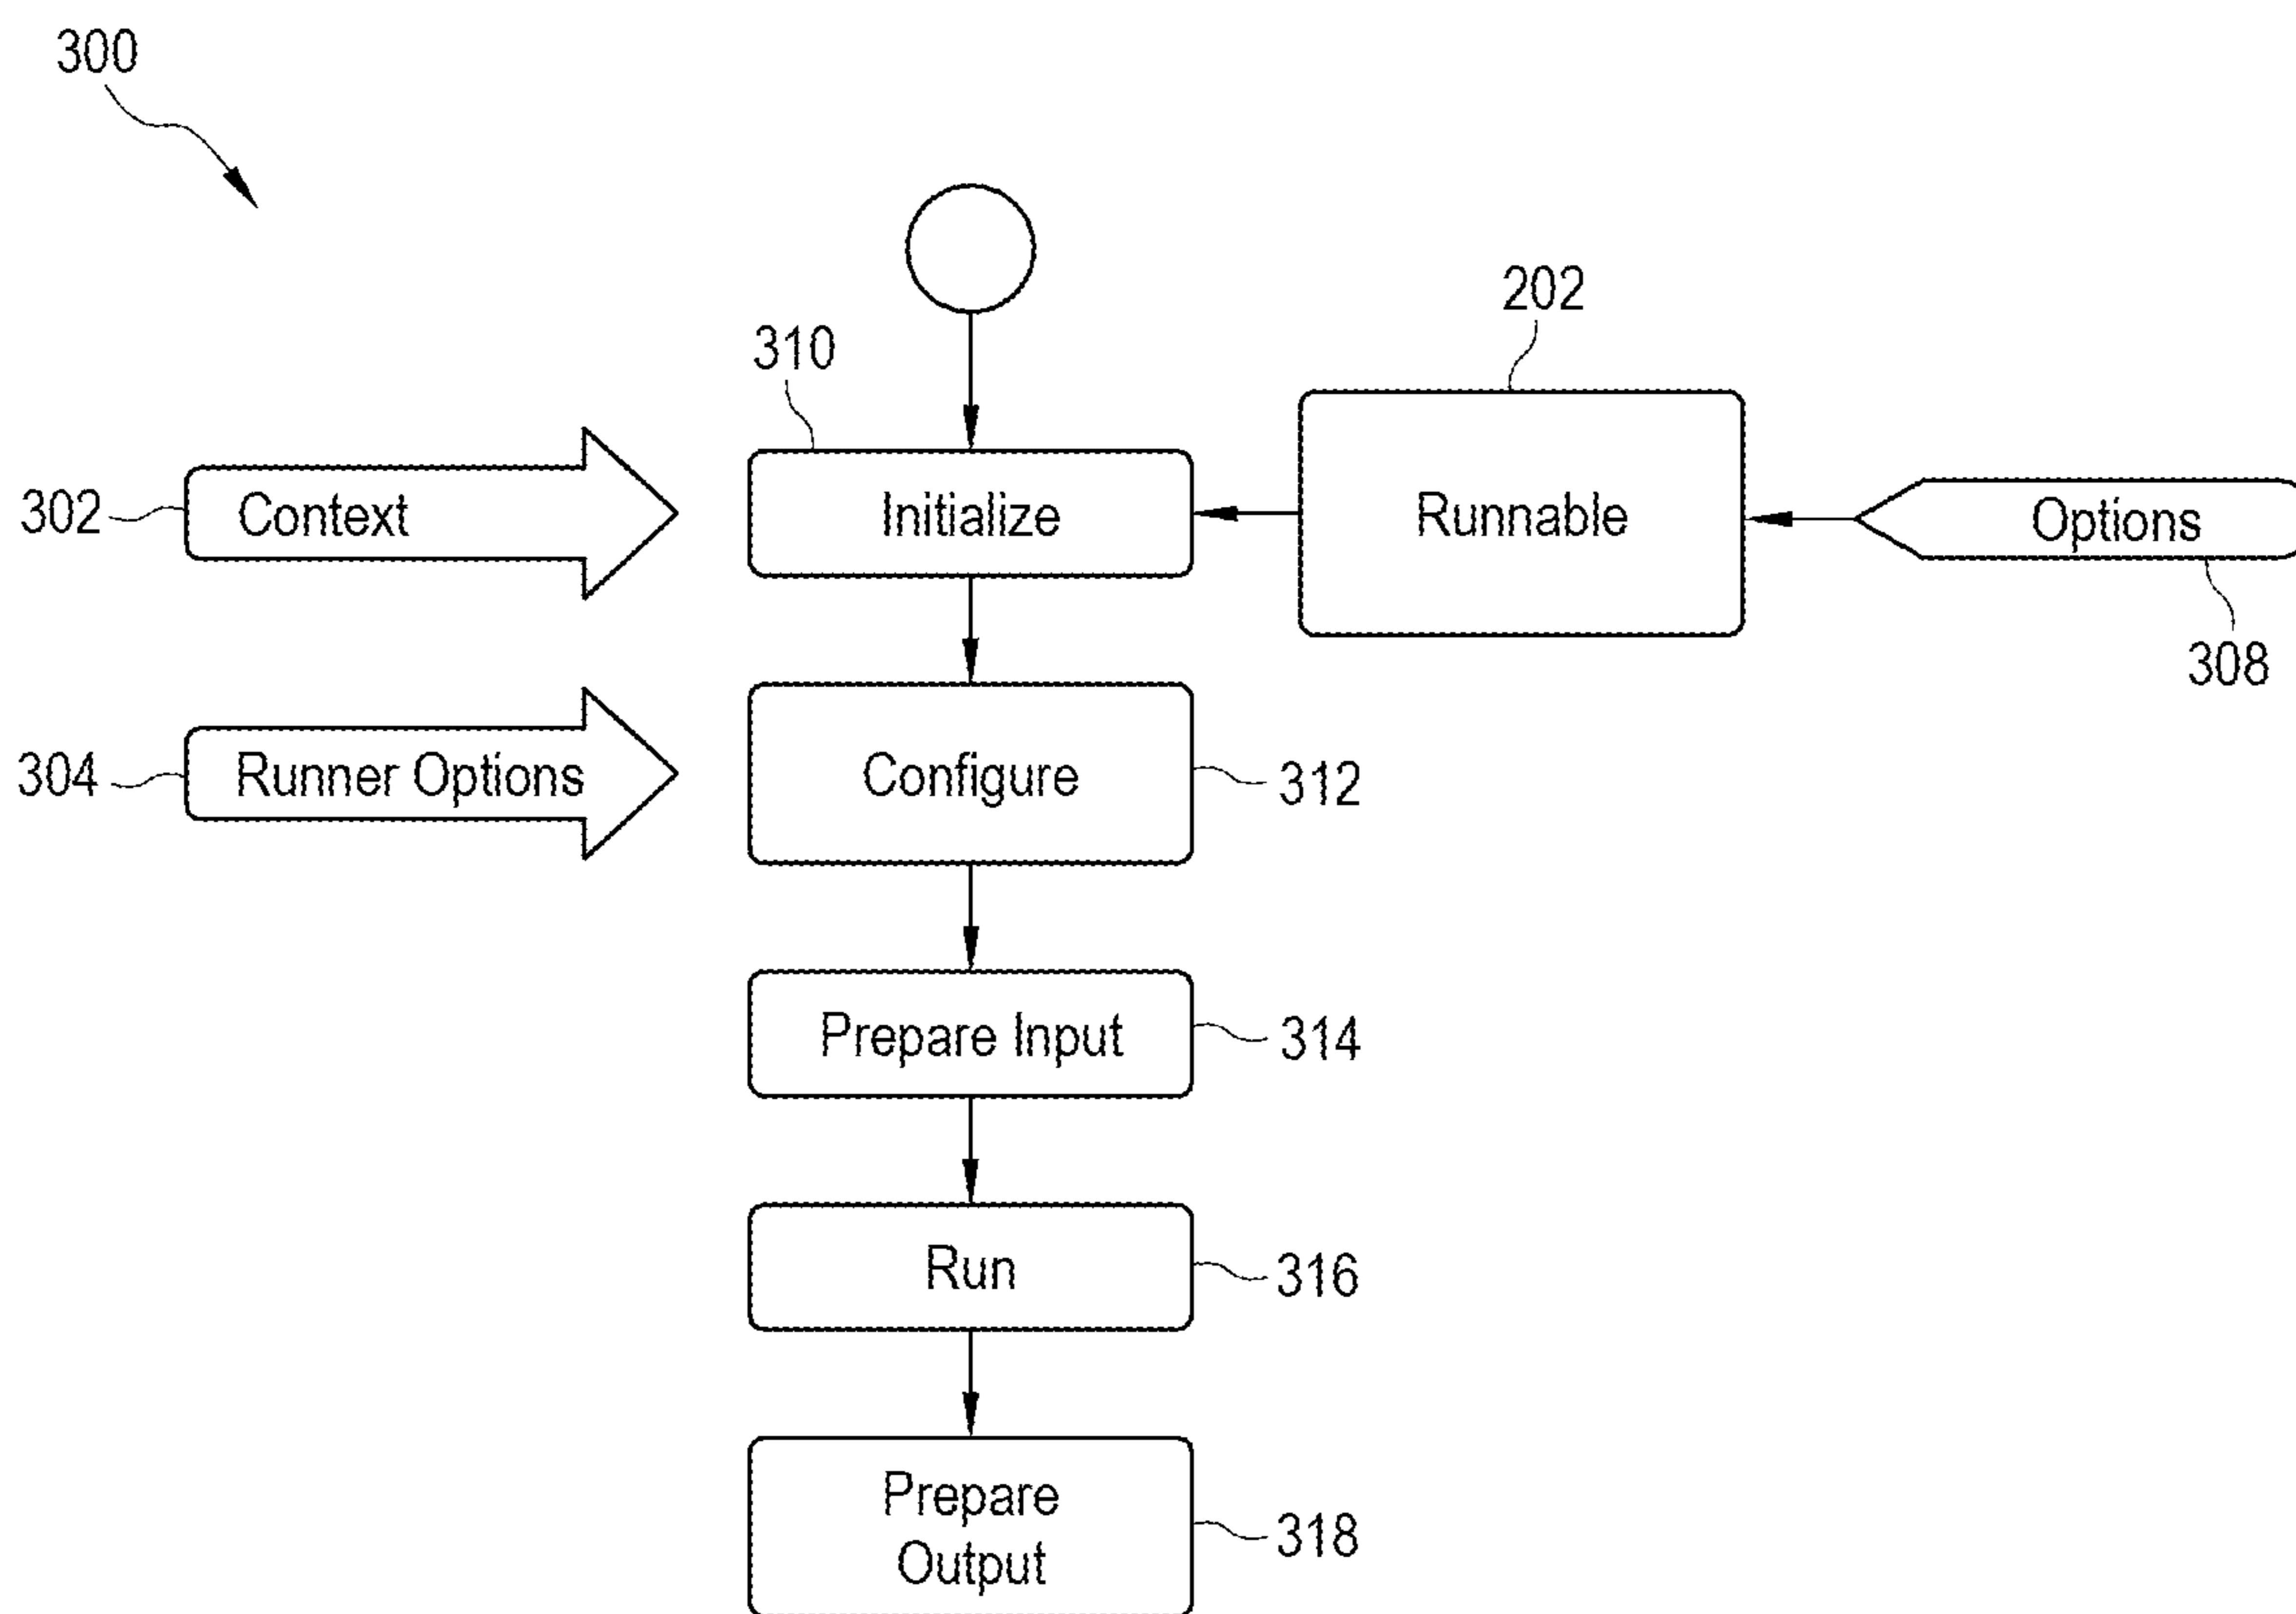 300
202
310
302
Context
Initialize
Runnable
Options
308
304
Runner Options
Configure
312
Prepare Input
314
Run
316
Prepare
Output
318